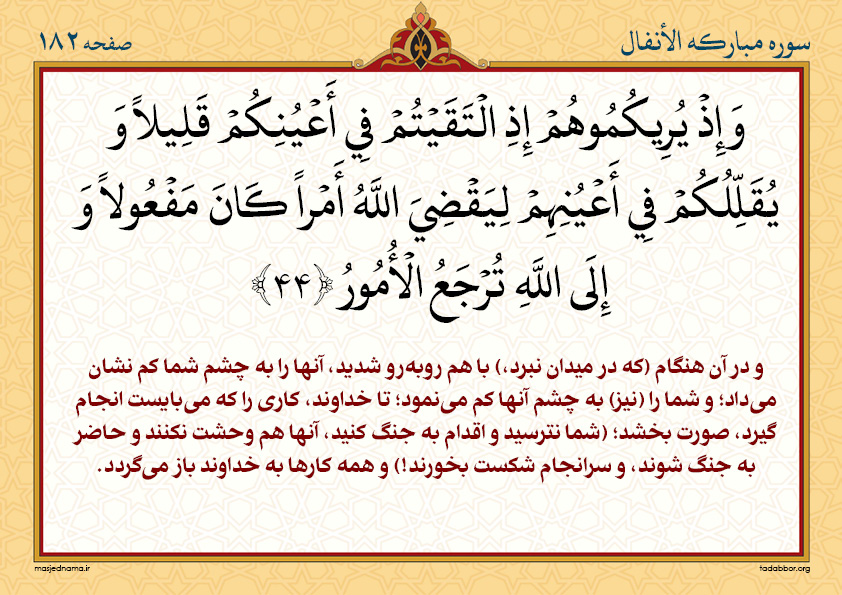 سوره مبارکه الأنفال
صفحه ۱۸۲
وَإِذْ يُرِيكُمُوهُمْ إِذِ الْتَقَيْتُمْ فِي أَعْيُنِكُمْ قَلِيلاً وَ
يُقَلِّلُكُمْ فِي أَعْيُنِهِمْ لِيَقْضِيَ اللَّهُ أَمْراً كَانَ مَفْعُولاً وَ
إِلَى اللَّهِ تُرْجَعُ الْأُمُورُ ﴿۴۴﴾
و در آن هنگام (که در میدان نبرد،) با هم روبه‌رو شدید، آنها را به چشم شما کم نشان
می‌داد؛ و شما را (نیز) به چشم آنها کم می‌نمود؛ تا خداوند، کاری را که می‌بایست انجام
گیرد، صورت بخشد؛ (شما نترسید و اقدام به جنگ کنید، آنها هم وحشت نکنند و حاضر
به جنگ شوند، و سرانجام شکست بخورند!) و همه کارها به خداوند باز می‌گردد.
masjednama.ir
tadabbor.org